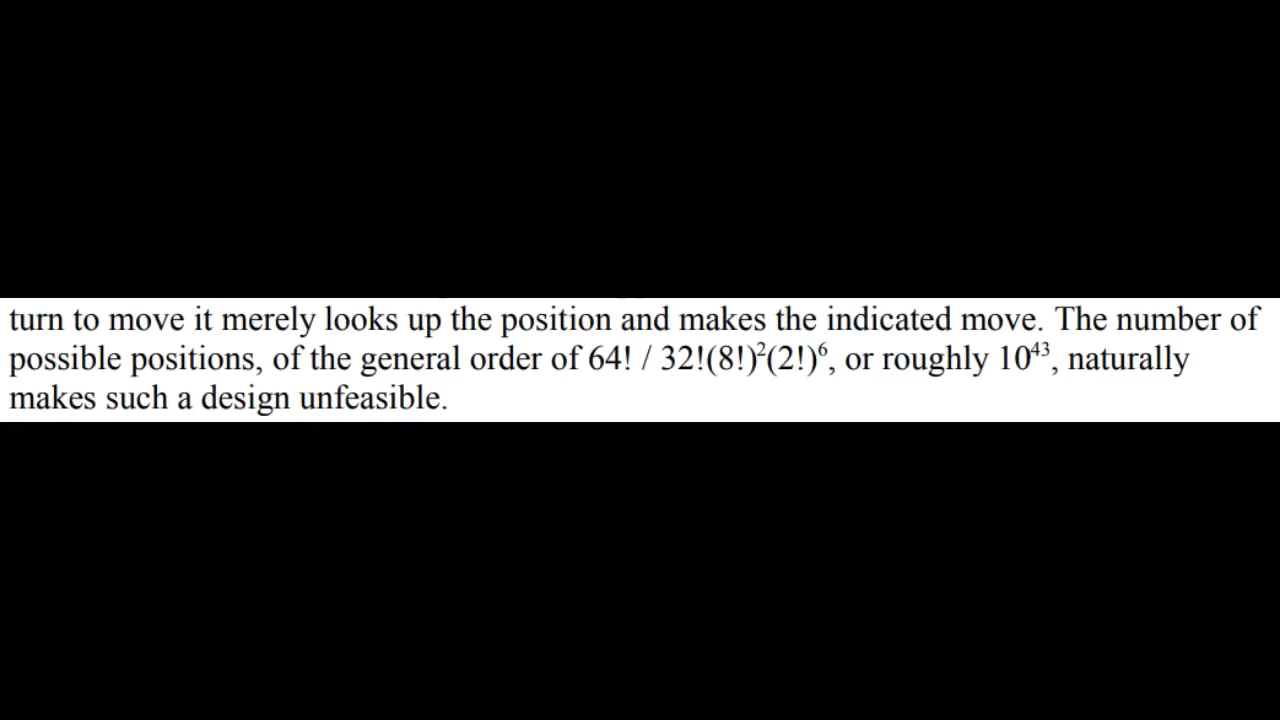 turn to move it merely looks up the position and makes the indicated move. The number of
possible positions, of the general order of 64! / 32!(8!)²(2!)⁶, or roughly 10⁴³, naturally
makes such a design unfeasible.